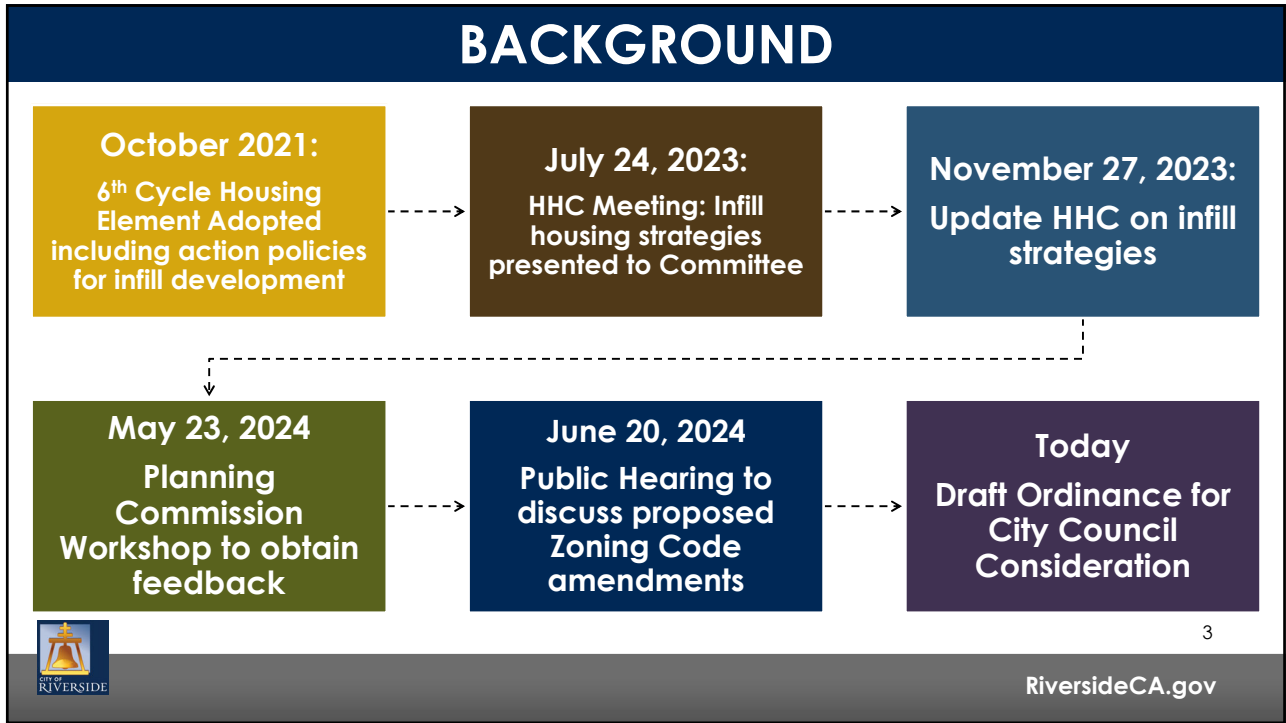 BACKGROUND
October 2021:
6th Cycle Housing
Element Adopted
including action policies
for infill development
July 24, 2023:
HHC Meeting: Infill
housing strategies
presented to Committee
November 27, 2023:
Update HHC on infill
strategies
May 23, 2024
Planning
Commission
Workshop to obtain
feedback
June 20, 2024
Public Hearing to
discuss proposed
Zoning Code
amendments
Today
Draft Ordinance for
City Council
Consideration
3
CITY OF
RIVERSIDE
RiversideCA.gov